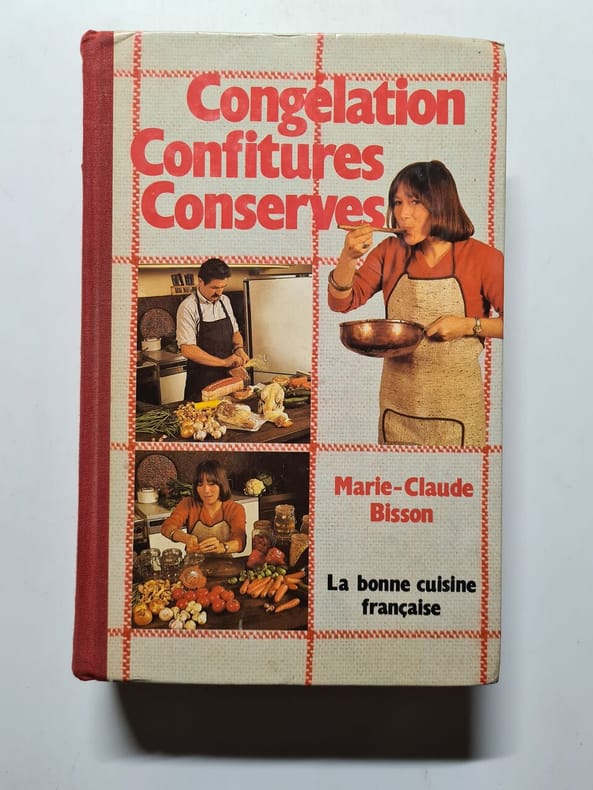 Congélation
Confitures
Conserves
Marie-Claude
Bisson
La bonne cuisine
française